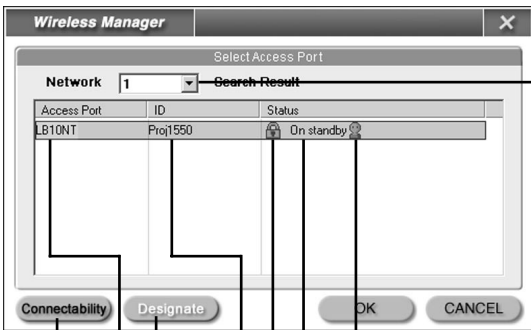 Wireless Manager
Select Access Port
Network 1 Search Result
Access Port ID Status
LB10NT Proj1550 On standby
Connectability Designate OK CANCEL